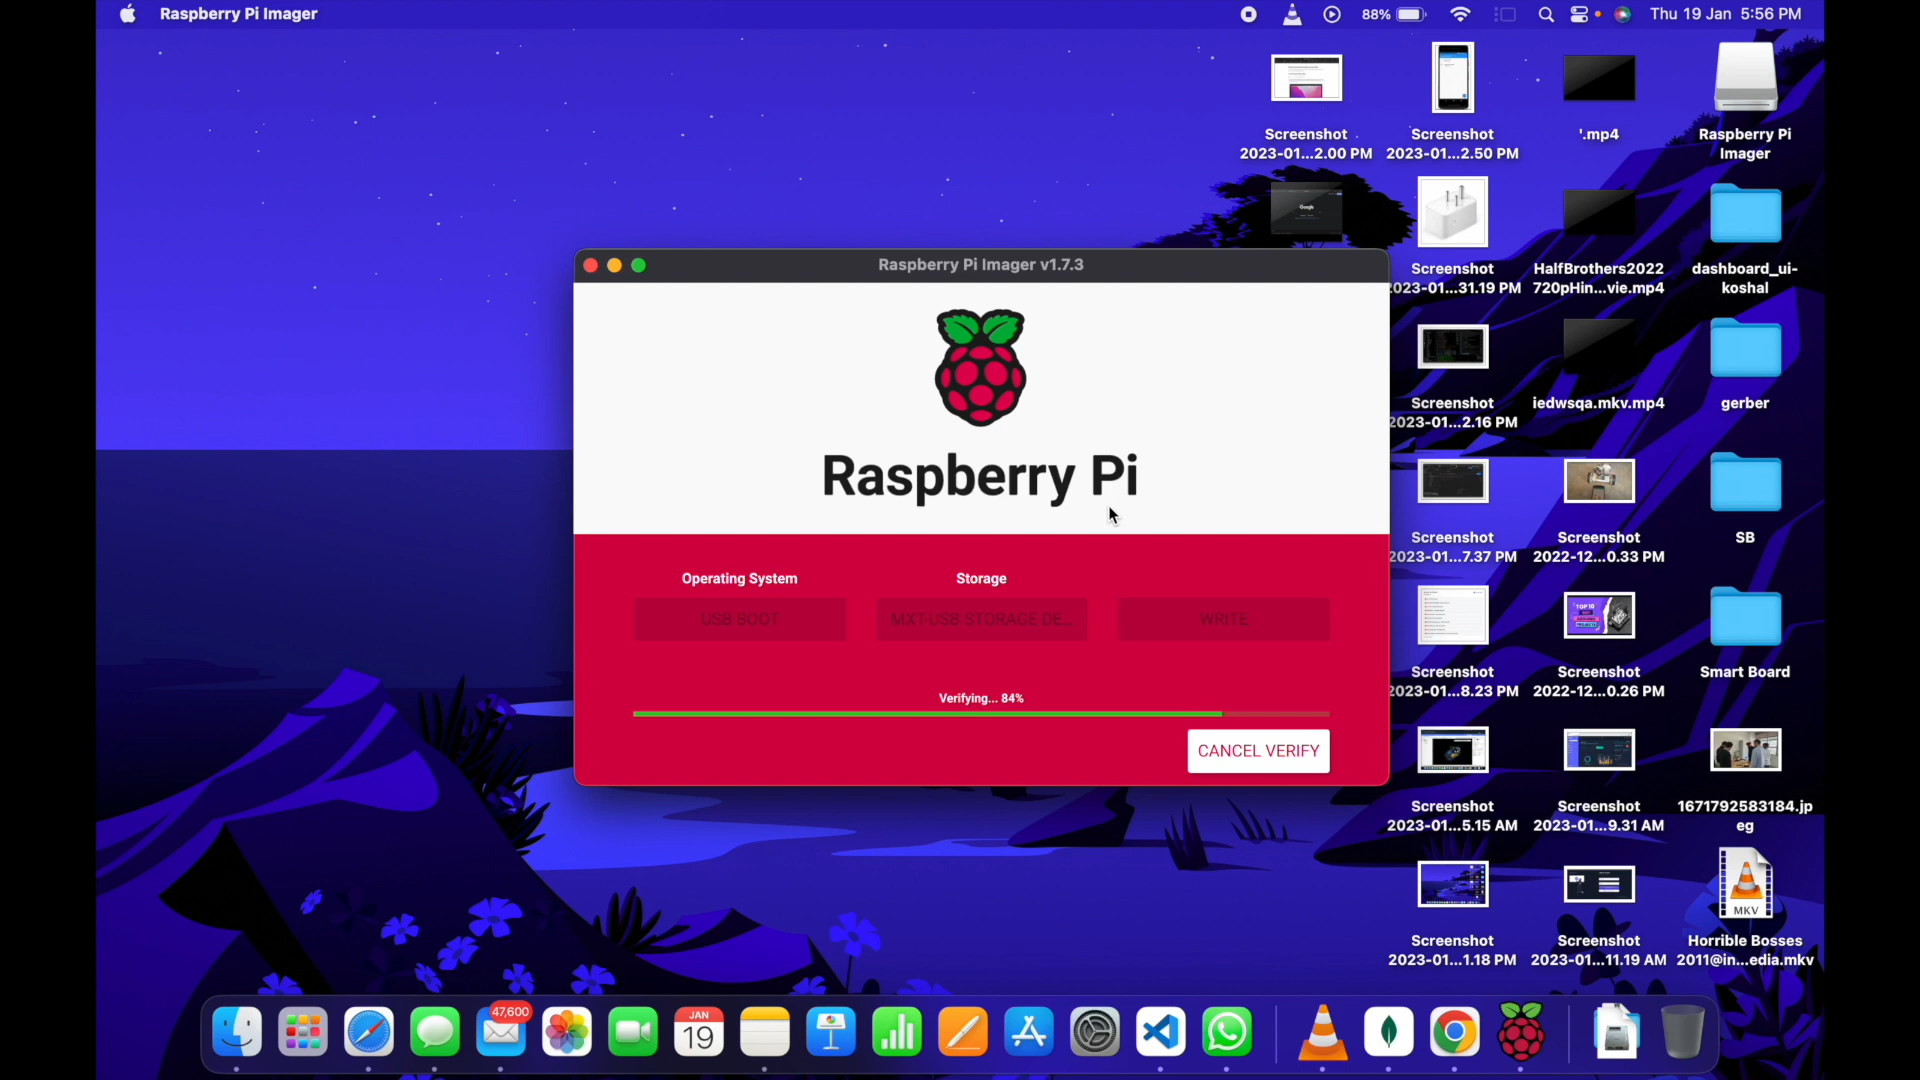 Raspberry Pi Imager
88%
Thu 19 Jan 5:56 PM
Screenshot
2023-01...2.00 PM
Screenshot
2023-01...2.50 PM
'.mp4
Raspberry Pi
Imager
Google
Screenshot
2023-01...31.19 PM
HalfBrothers2022
720pHin...vie.mp4
dashboard_ui-
koshal
Raspberry Pi Imager v1.7.3
Screenshot
2023-01...2.16 PM
iedwsqa.mkv.mp4
gerber
Raspberry Pi
Screenshot
2023-01...7.37 PM
Screenshot
2022-12...0.33 PM
SB
Operating System
Storage
USB BOOT
MXT-USB STORAGE DE...
WRITE
TOP 10
Screenshot
2023-01...8.23 PM
Screenshot
2022-12...0.26 PM
Smart Board
Verifying... 84%
CANCEL VERIFY
Screenshot
2023-01...5.15 AM
Screenshot
2023-01...9.31 AM
1671792583184.jp
eg
MKV
Screenshot
2023-01...1.18 PM
Screenshot
2023-01...11.19 AM
Horrible Bosses
2011@in...edia.mkv
47,600
JAN
19